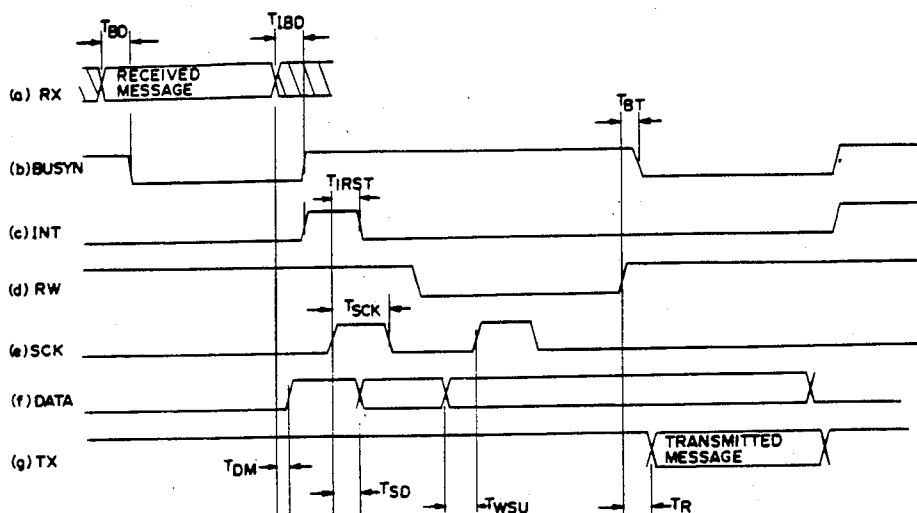 TBD
TIBD
(a) RX
RECEIVED
MESSAGE
TBT
(b) BUSYN
TIRST
(c) INT
(d) RW
TSCK
(e) SCK
(f) DATA
(g) TX
TRANSMITTED
MESSAGE
TDM
TSD
TWSU
TR